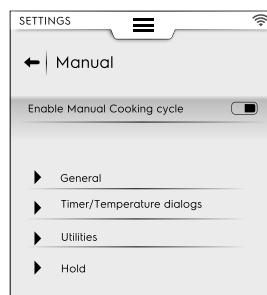 SETTINGS
Manual
Enable Manual Cooking cycle
General
Timer/Temperature dialogs
Utilities
Hold